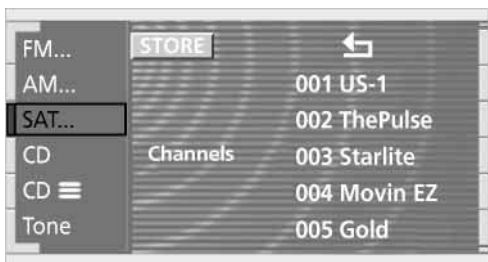 FM...
AM...
SAT...
CD
CD
Tone
STORE
Channels
001 US-1
002 ThePulse
003 Starlite
004 Movin EZ
005 Gold